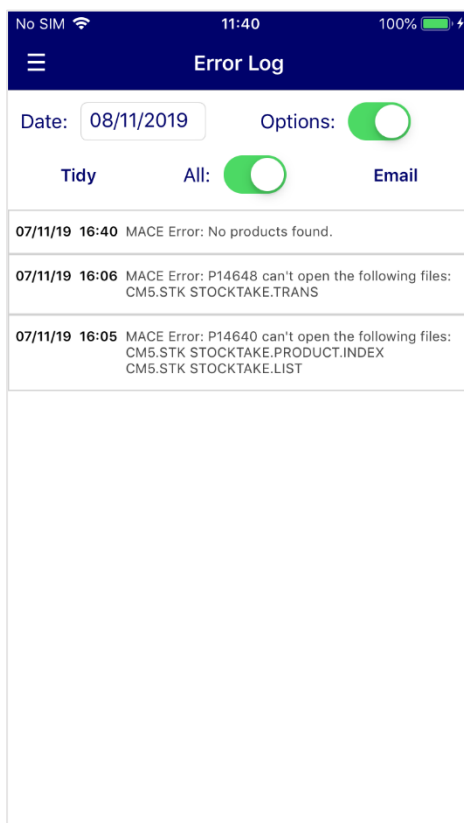 No SIM 11:40 100%
☰ Error Log
Date: 08/11/2019 Options:
Tidy All: Email
07/11/19 16:40 MACE Error: No products found.
07/11/19 16:06 MACE Error: P14648 can't open the following files:
CM5.STK STOCKTAKE.TRANS
07/11/19 16:05 MACE Error: P14640 can't open the following files:
CM5.STK STOCKTAKE.PRODUCT.INDEX
CM5.STK STOCKTAKE.LIST